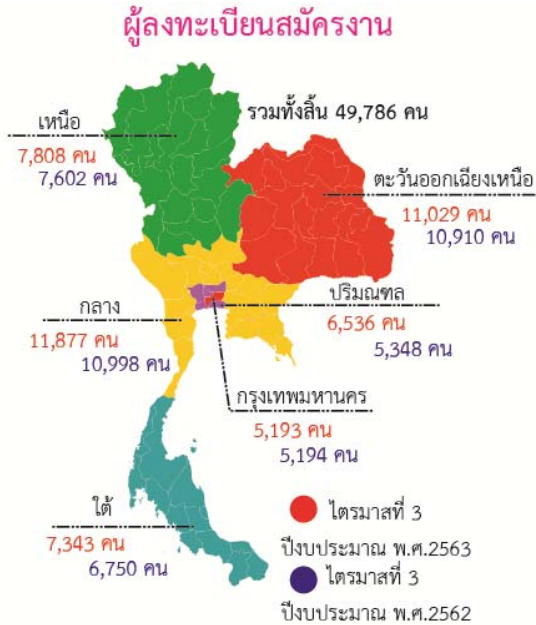 ผู้ลงทะเบียนสมัครงาน
รวมทั้งสิ้น 49,786 คน
เหนือ
7,808 คน
7,602 คน
ตะวันออกเฉียงเหนือ
11,029 คน
10,910 คน
ปริมณฑล
6,536 คน
5,348 คน
กลาง
11,877 คน
10,998 คน
กรุงเทพมหานคร
5,193 คน
5,194 คน
ใต้
7,343 คน
6,750 คน
ไตรมาสที่ 3
ปีงบประมาณ พ.ศ.2563
ไตรมาสที่ 3
ปีงบประมาณ พ.ศ.2562